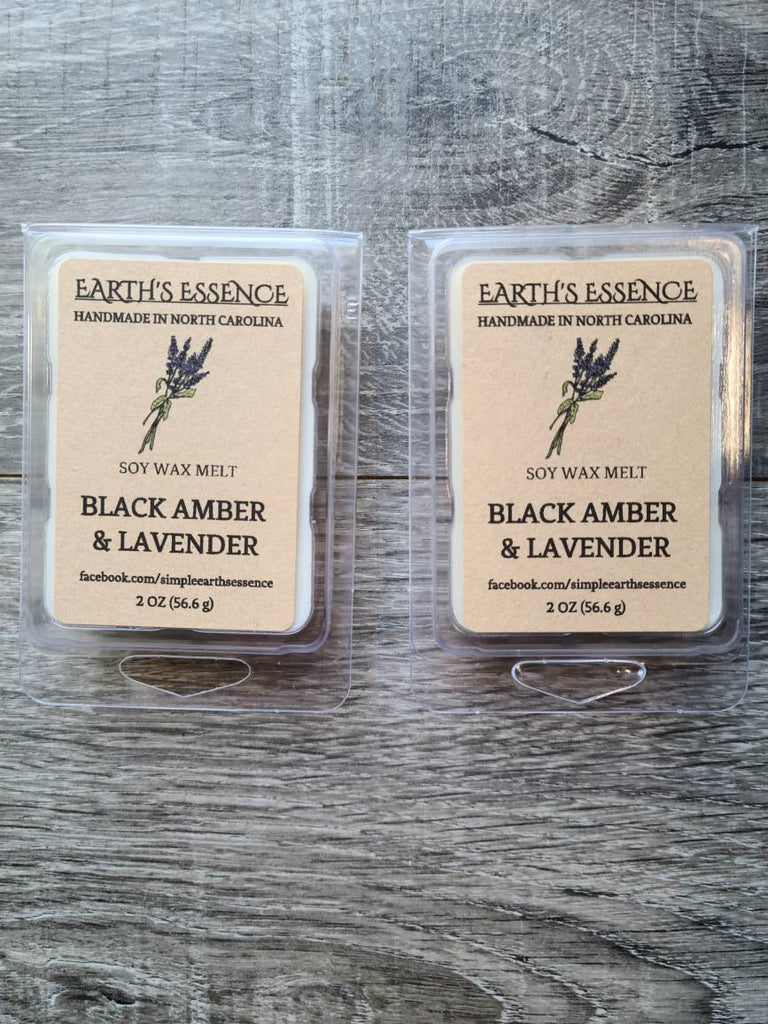 EARTH'S ESSENCE
HANDMADE IN NORTH CAROLINA
SOY WAX MELT
BLACK AMBER
& LAVENDER
facebook.com/simpleearthsessence
2 OZ (56.6 g)
EARTH'S ESSENCE
HANDMADE IN NORTH CAROLINA
SOY WAX MELT
BLACK AMBER
& LAVENDER
facebook.com/simpleearthsessence
2 OZ (56.6 g)